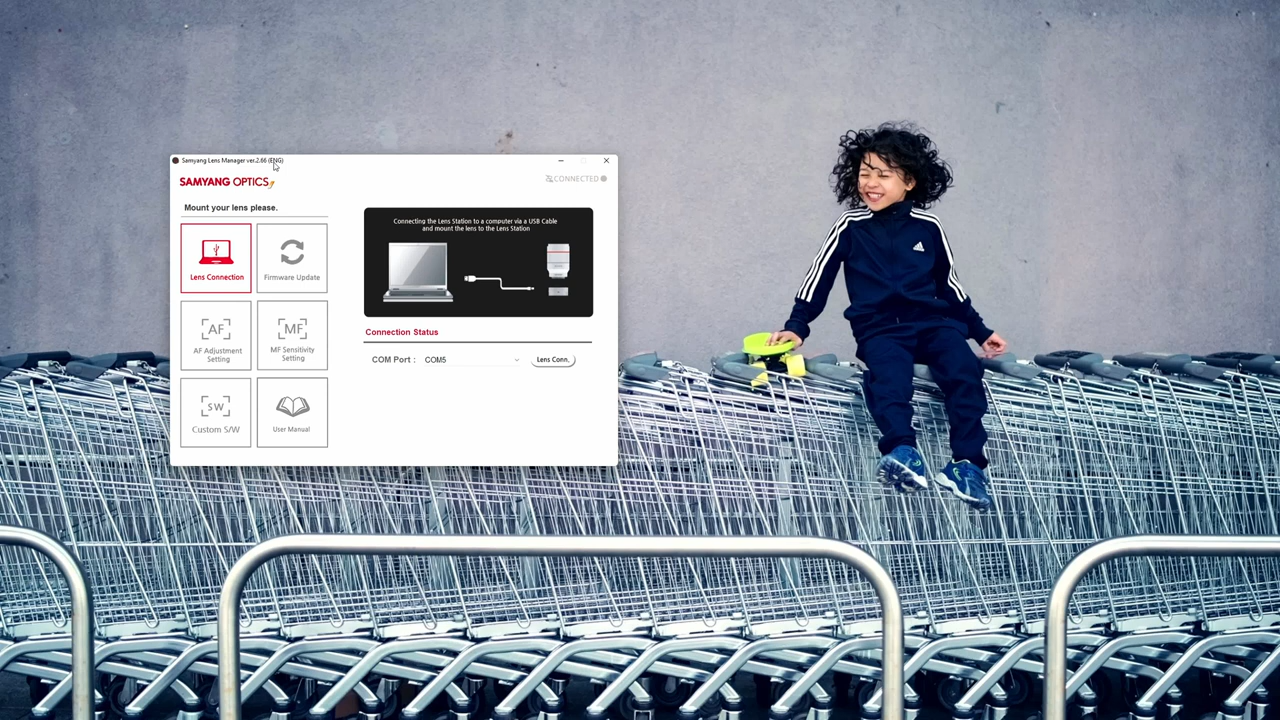 Samyang Lens Manager ver.2.66 (ENG)
SAMYANG OPTICS
CONNECTED
Mount your lens please.
Connecting the Lens Station to a computer via a USB Cable
and mount the lens to the Lens Station
Lens Connection
Firmware Update
AF
AF Adjustment
Setting
MF
MF Sensitivity
Setting
SW
Custom S/W
User Manual
Connection Status
COM Port :
COM5
Lens Conn.